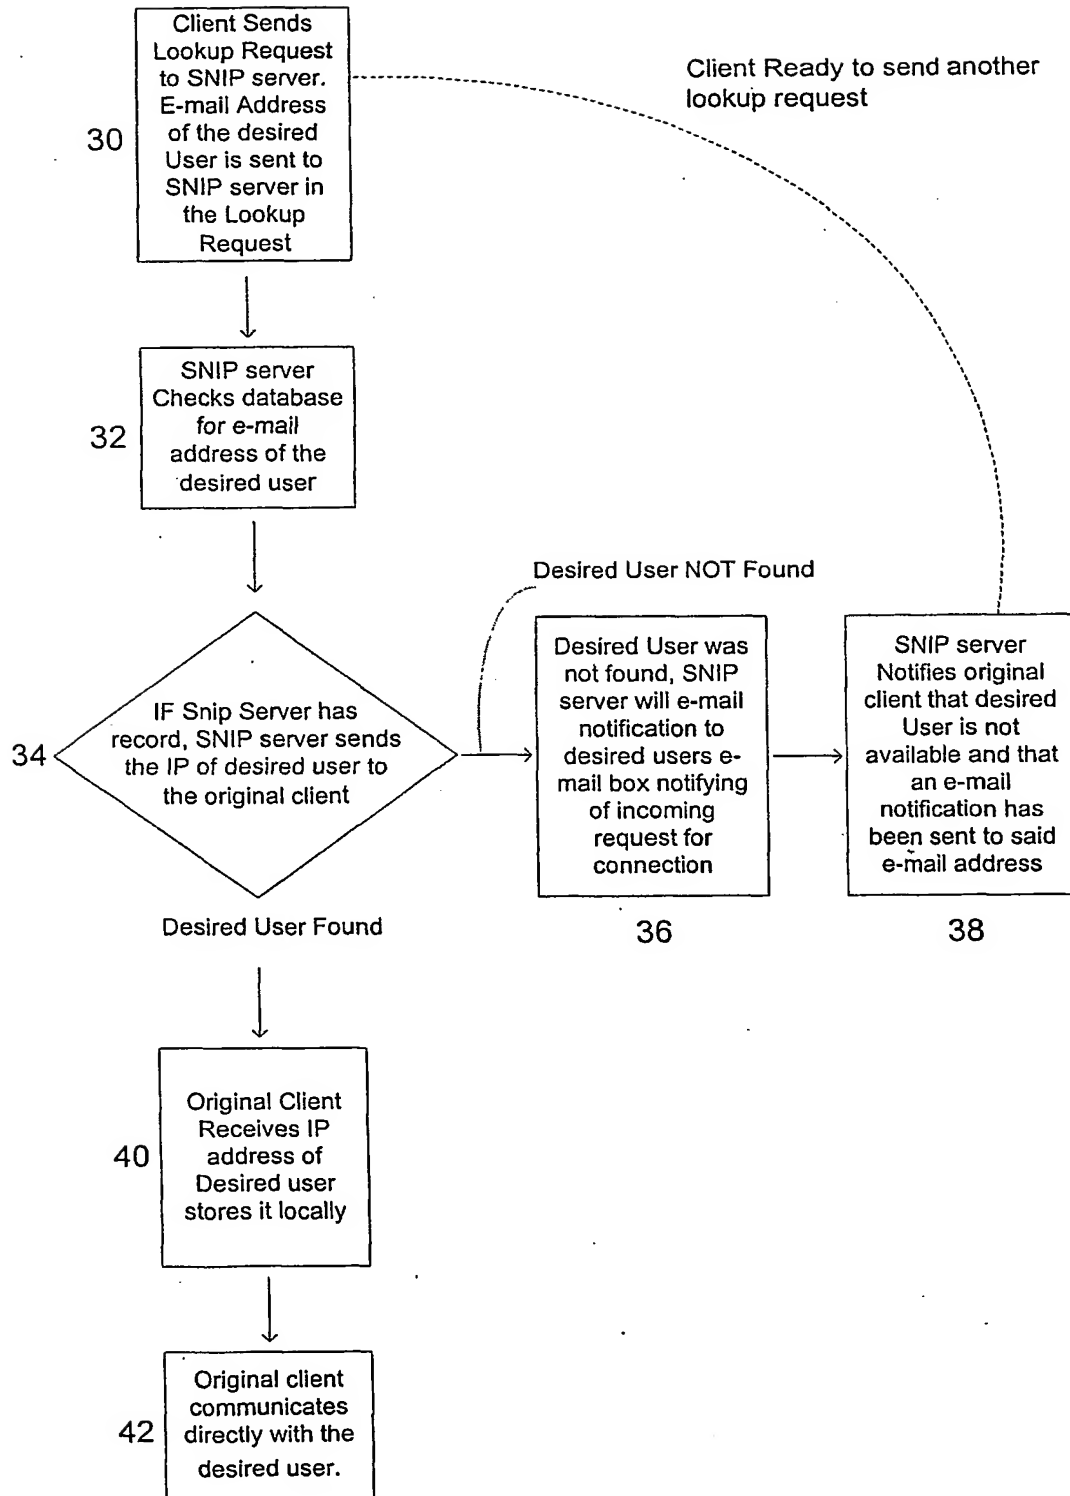 Client Sends
Lookup Request
to SNIP server.
E-mail Address
of the desired
User is sent to
SNIP server in
the Lookup
Request
30
Client Ready to send another
lookup request
SNIP server
Checks database
for e-mail
address of the
desired user
32
Desired User NOT Found
IF Snip Server has
record, SNIP server sends
the IP of desired user to
the original client
34
Desired User was
not found, SNIP
server will e-mail
notification to
desired users e-
mail box notifying
of incoming
request for
connection
36
SNIP server
Notifies original
client that desired
User is not
available and that
an e-mail
notification has
been sent to said
e-mail address
38
Desired User Found
Original Client
Receives IP
address of
Desired user
stores it locally
40
Original client
communicates
directly with the
desired user.
42